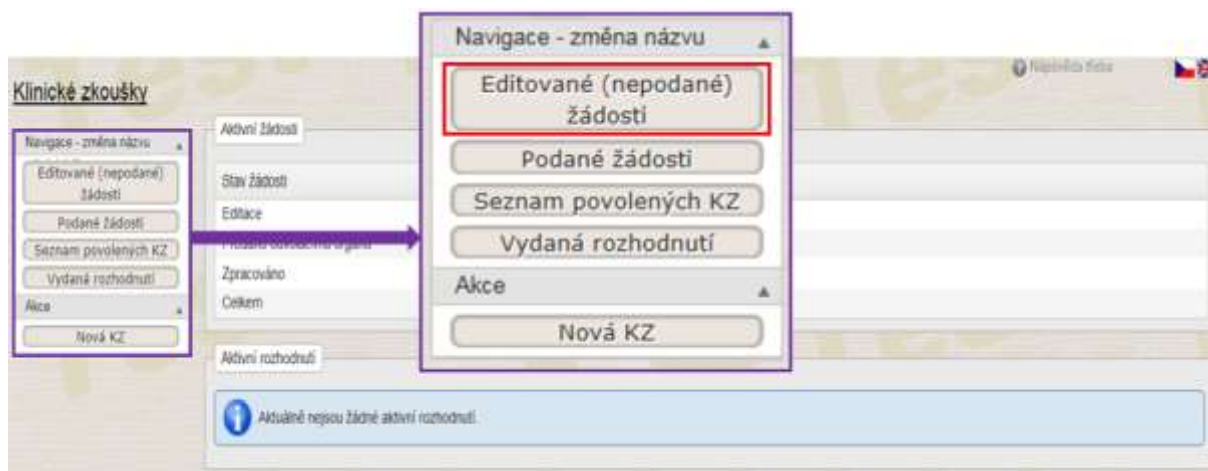 Klinické zkoušky
Navigace - změna názvu
Editované (nepodané)
žádosti
Podané žádosti
Seznam povolených KZ
Vydaná rozhodnutí
Akce
Nová KZ
Nápověda
Aktivní žádosti
Stav žádosti
Editace
Zpracováno
Celkem
Aktivní rozhodnutí
Aktuálně nejsou žádné aktivní rozhodnutí.
Navigace - změna názvu
Editované (nepodané)
žádosti
Podané žádosti
Seznam povolených KZ
Vydaná rozhodnutí
Akce
Nová KZ